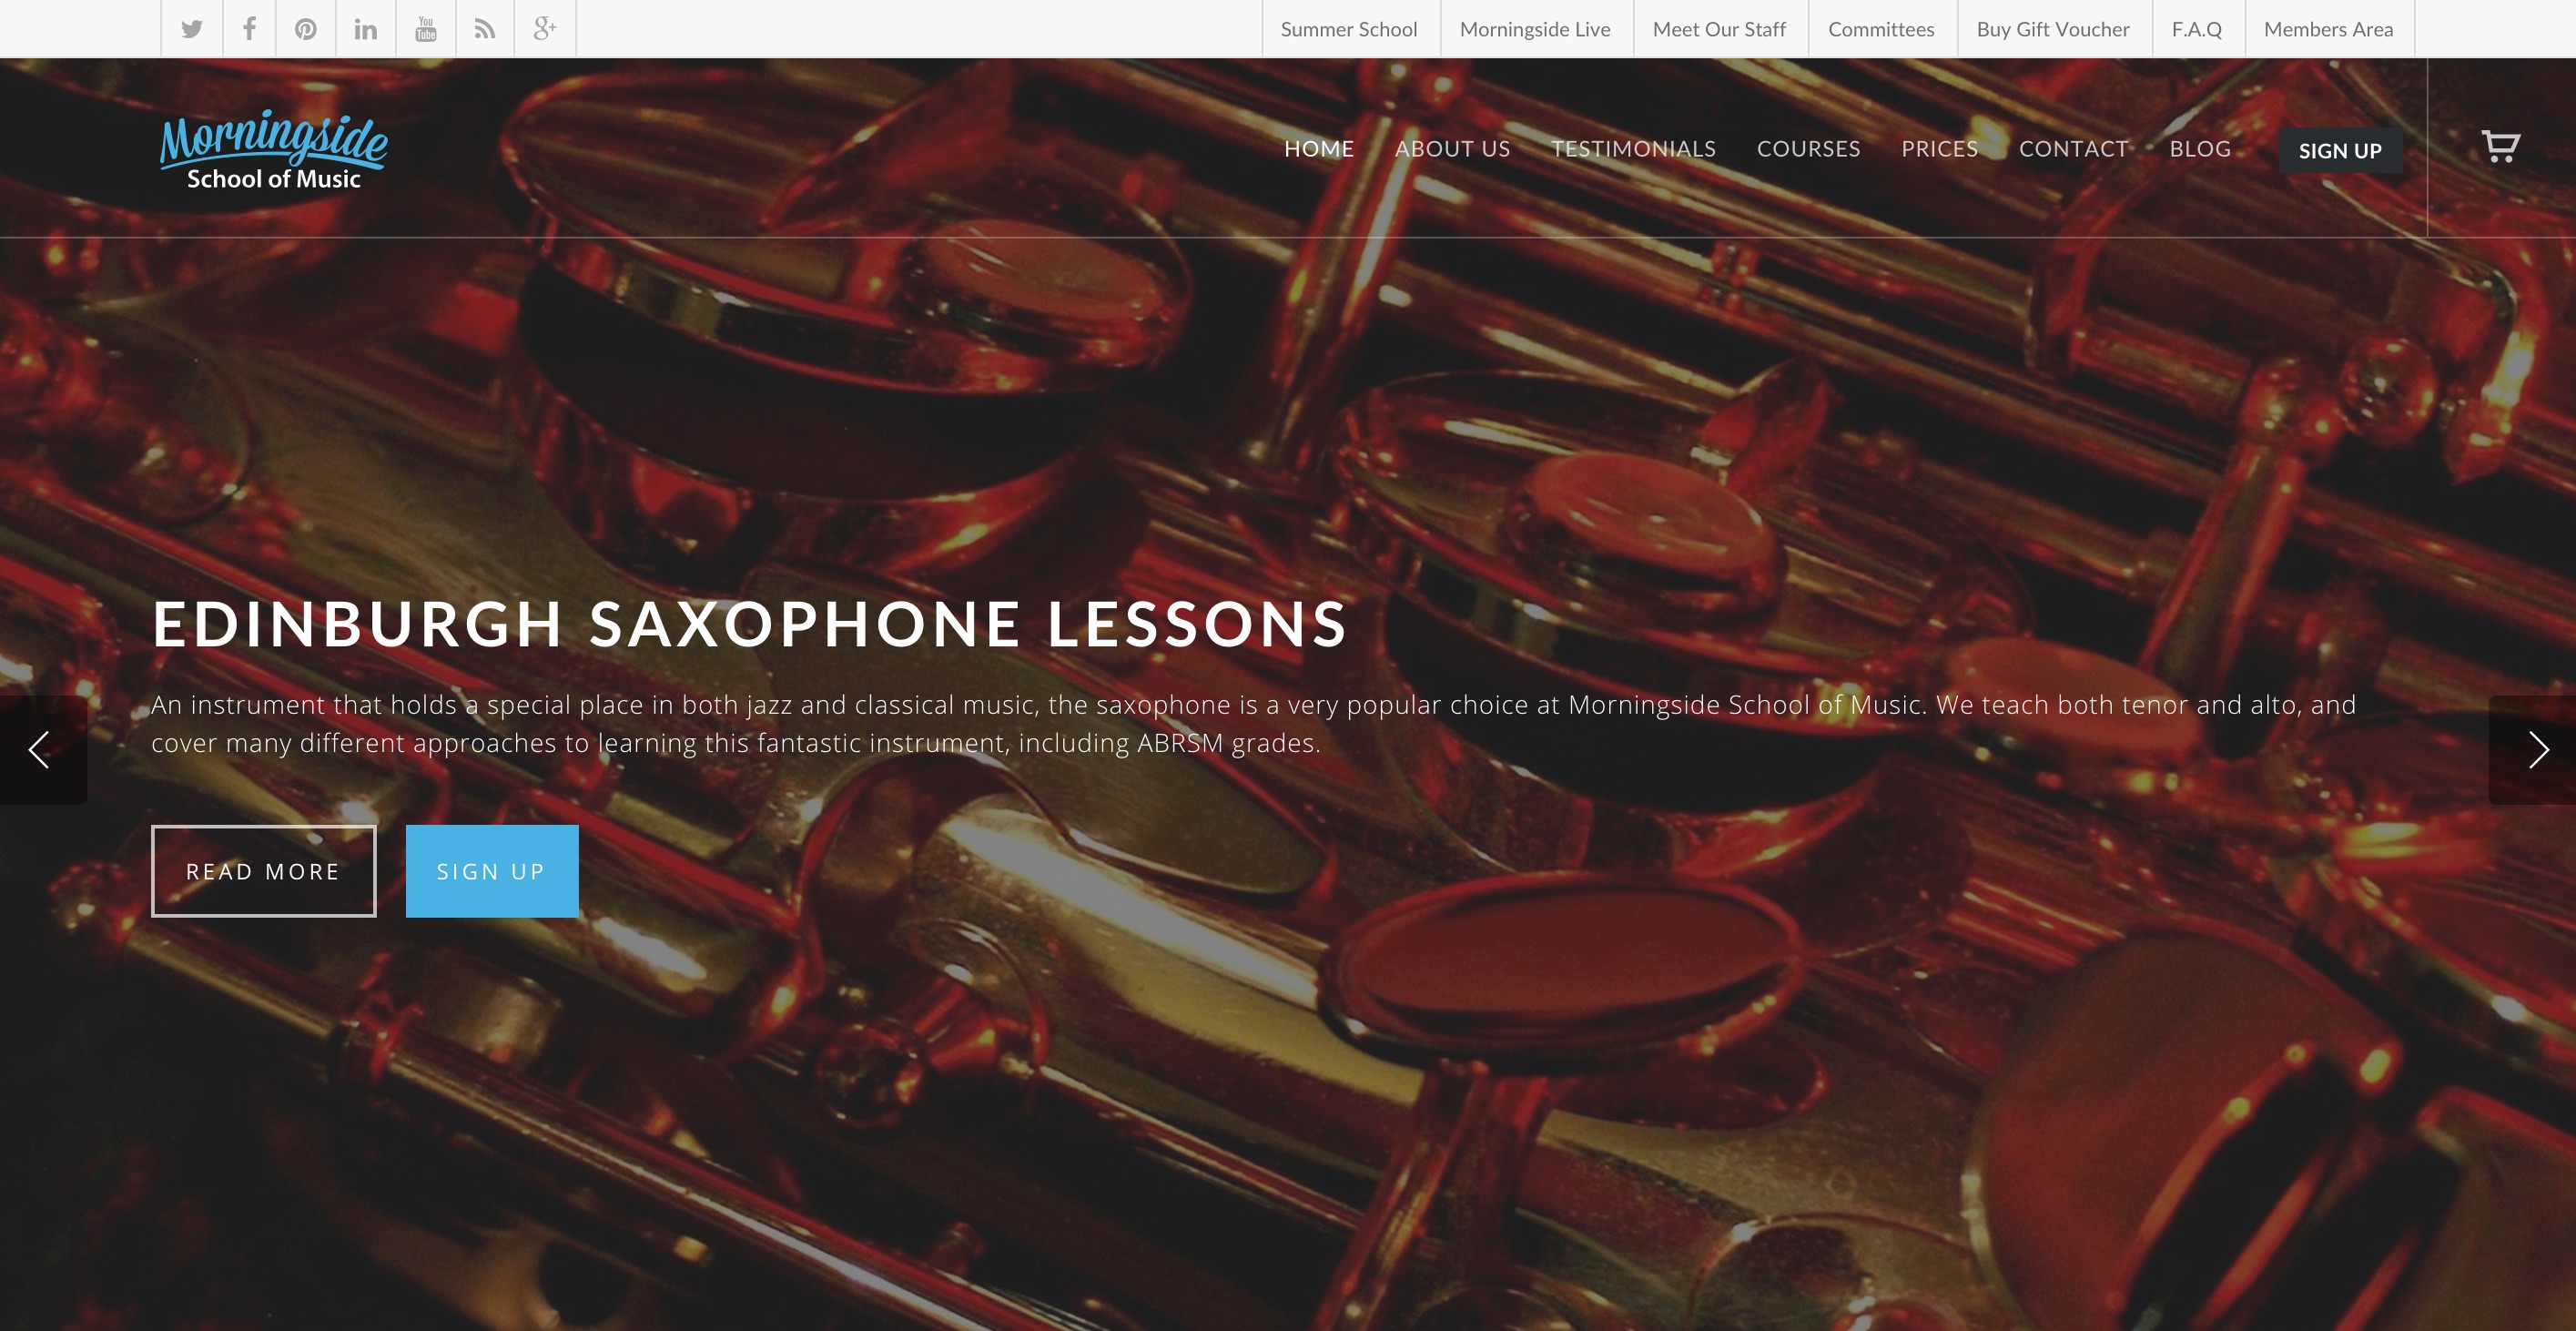 You
Tube
Summer School
Morningside Live
Meet Our Staff
Committees
Buy Gift Voucher
F.A.Q
Members Area
Morningside
School of Music
HOME
ABOUT US
TESTIMONIALS
COURSES
PRICES
CONTACT
BLOG
SIGN UP
EDINBURGH SAXOPHONE LESSONS
An instrument that holds a special place in both jazz and classical music, the saxophone is a very popular choice at Morningside School of Music. We teach both tenor and alto, and
cover many different approaches to learning this fantastic instrument, including ABRSM grades.
READ MORE
SIGN UP